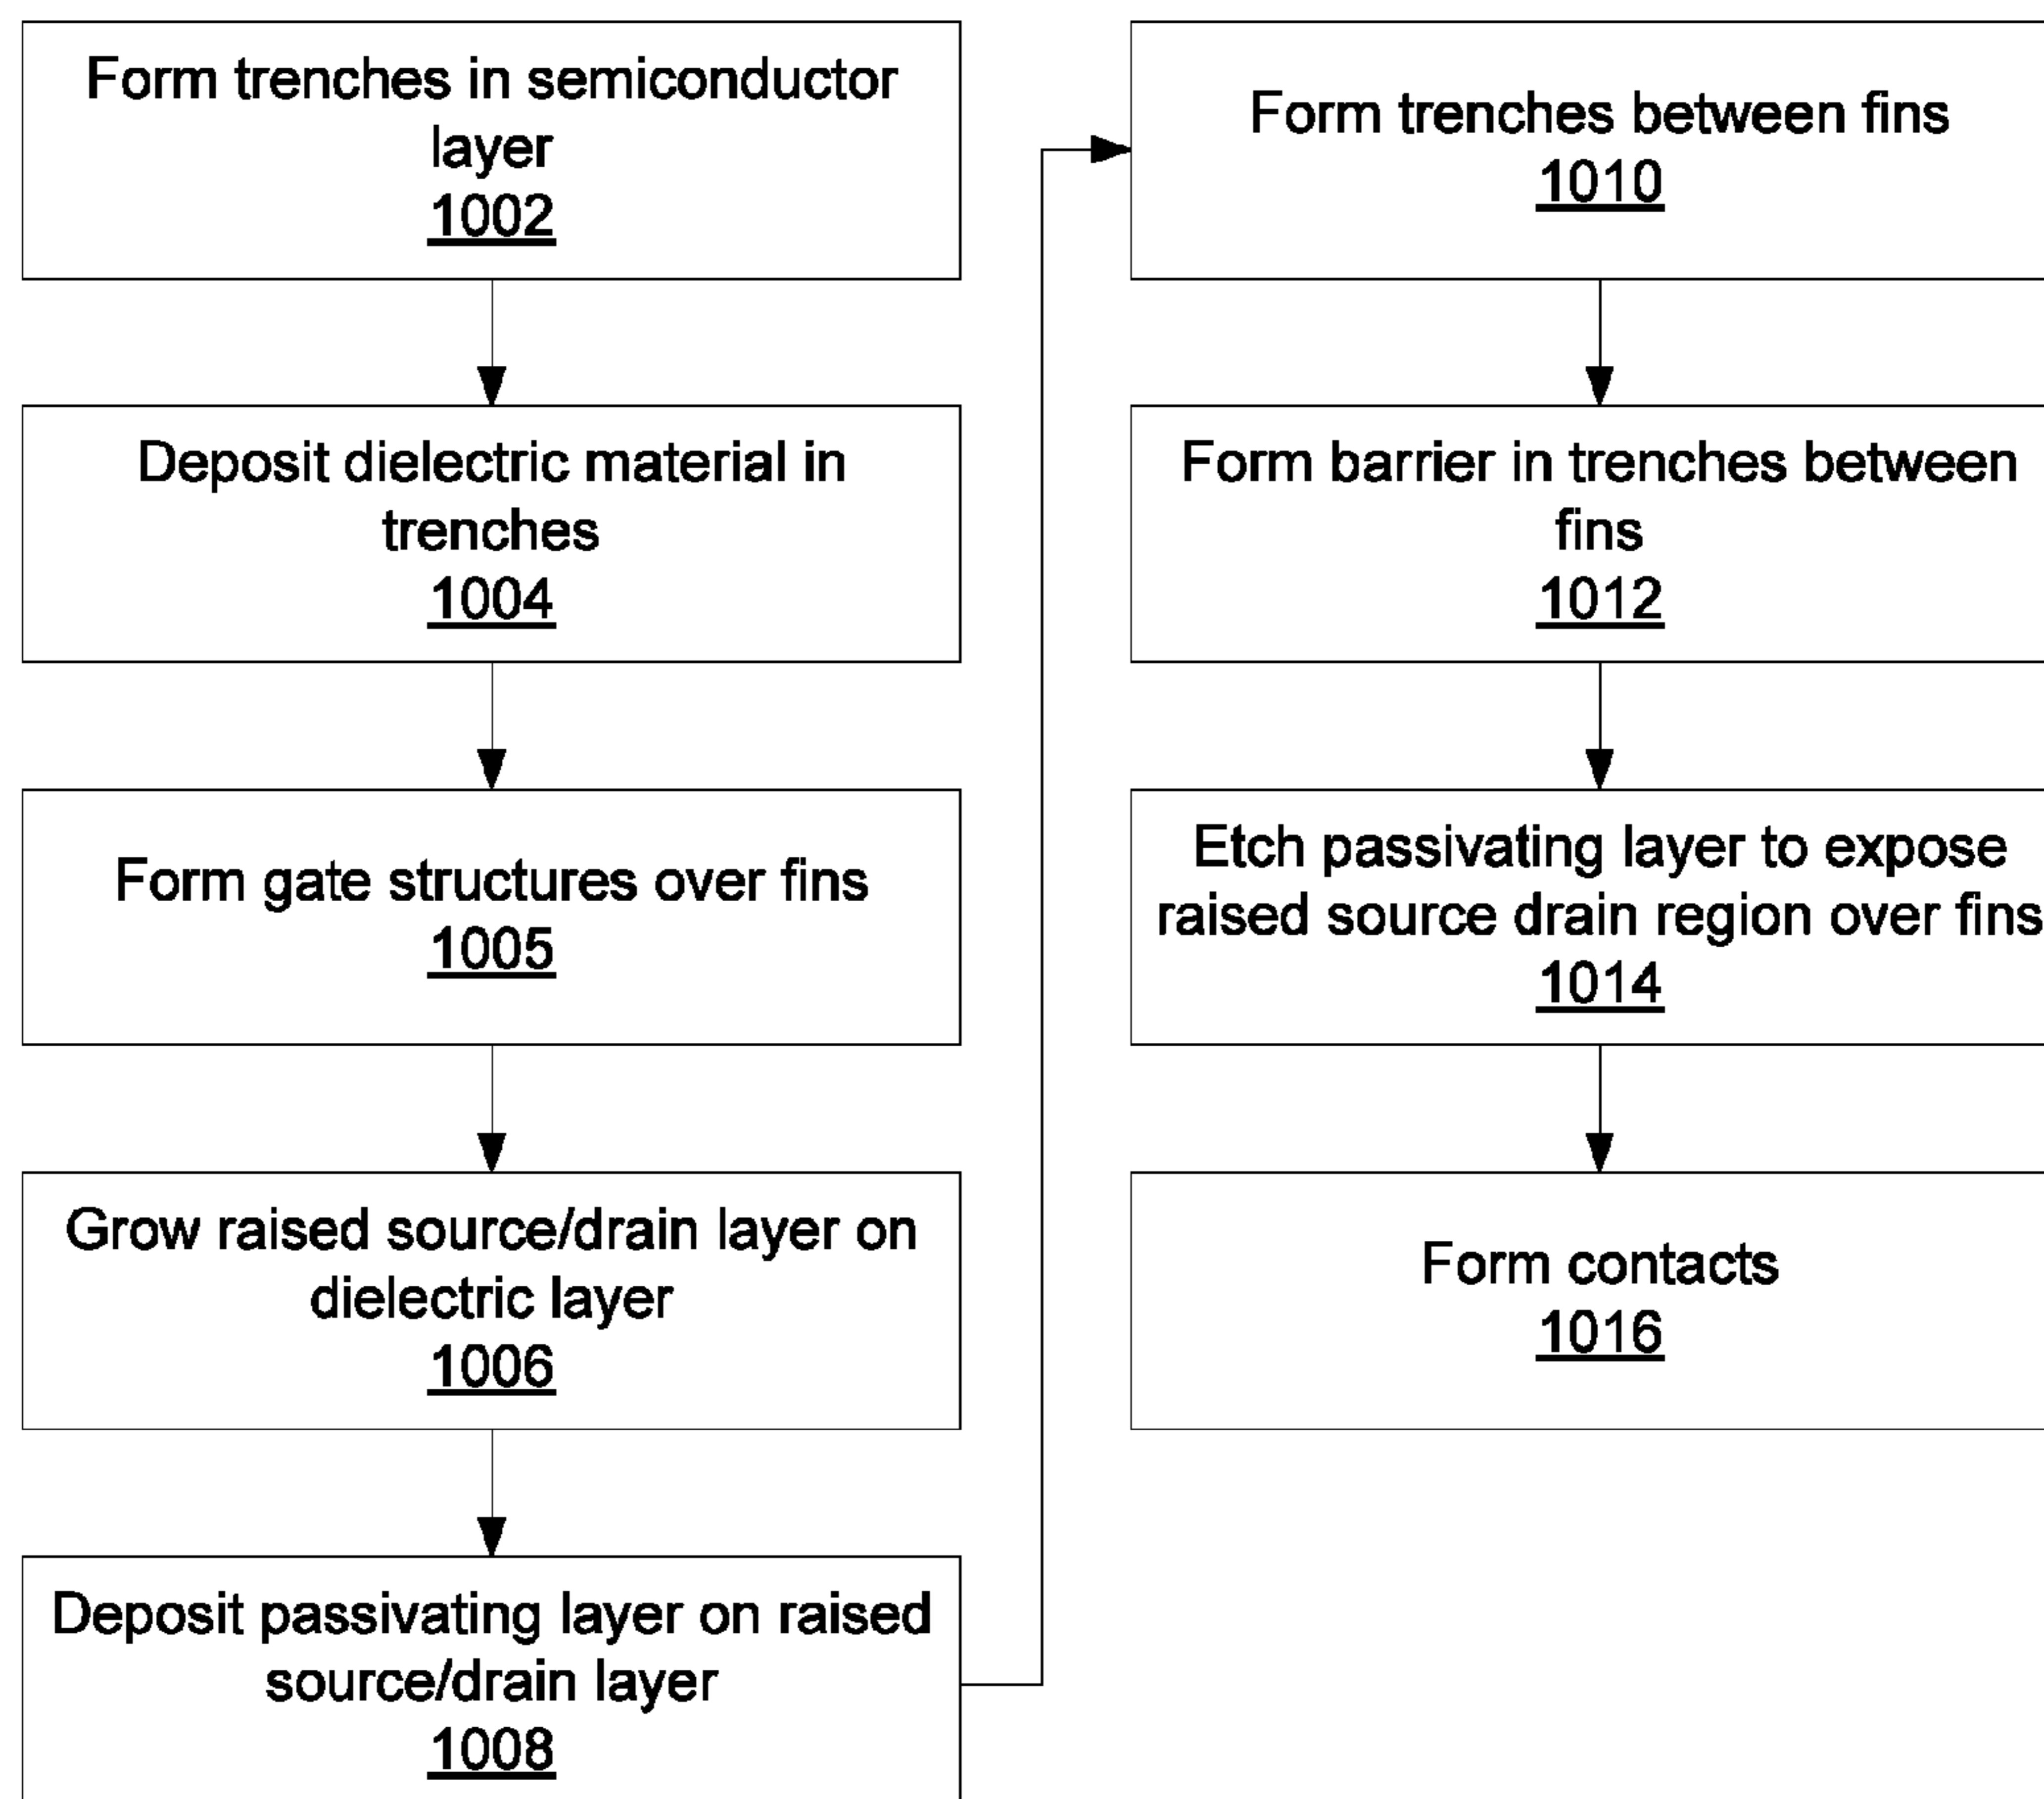 Form trenches in semiconductor
layer
1002
Deposit dielectric material in
trenches
1004
Form gate structures over fins
1005
Grow raised source/drain layer on
dielectric layer
1006
Deposit passivating layer on raised
source/drain layer
1008
Form trenches between fins
1010
Form barrier in trenches between
fins
1012
Etch passivating layer to expose
raised source drain region over fins
1014
Form contacts
1016